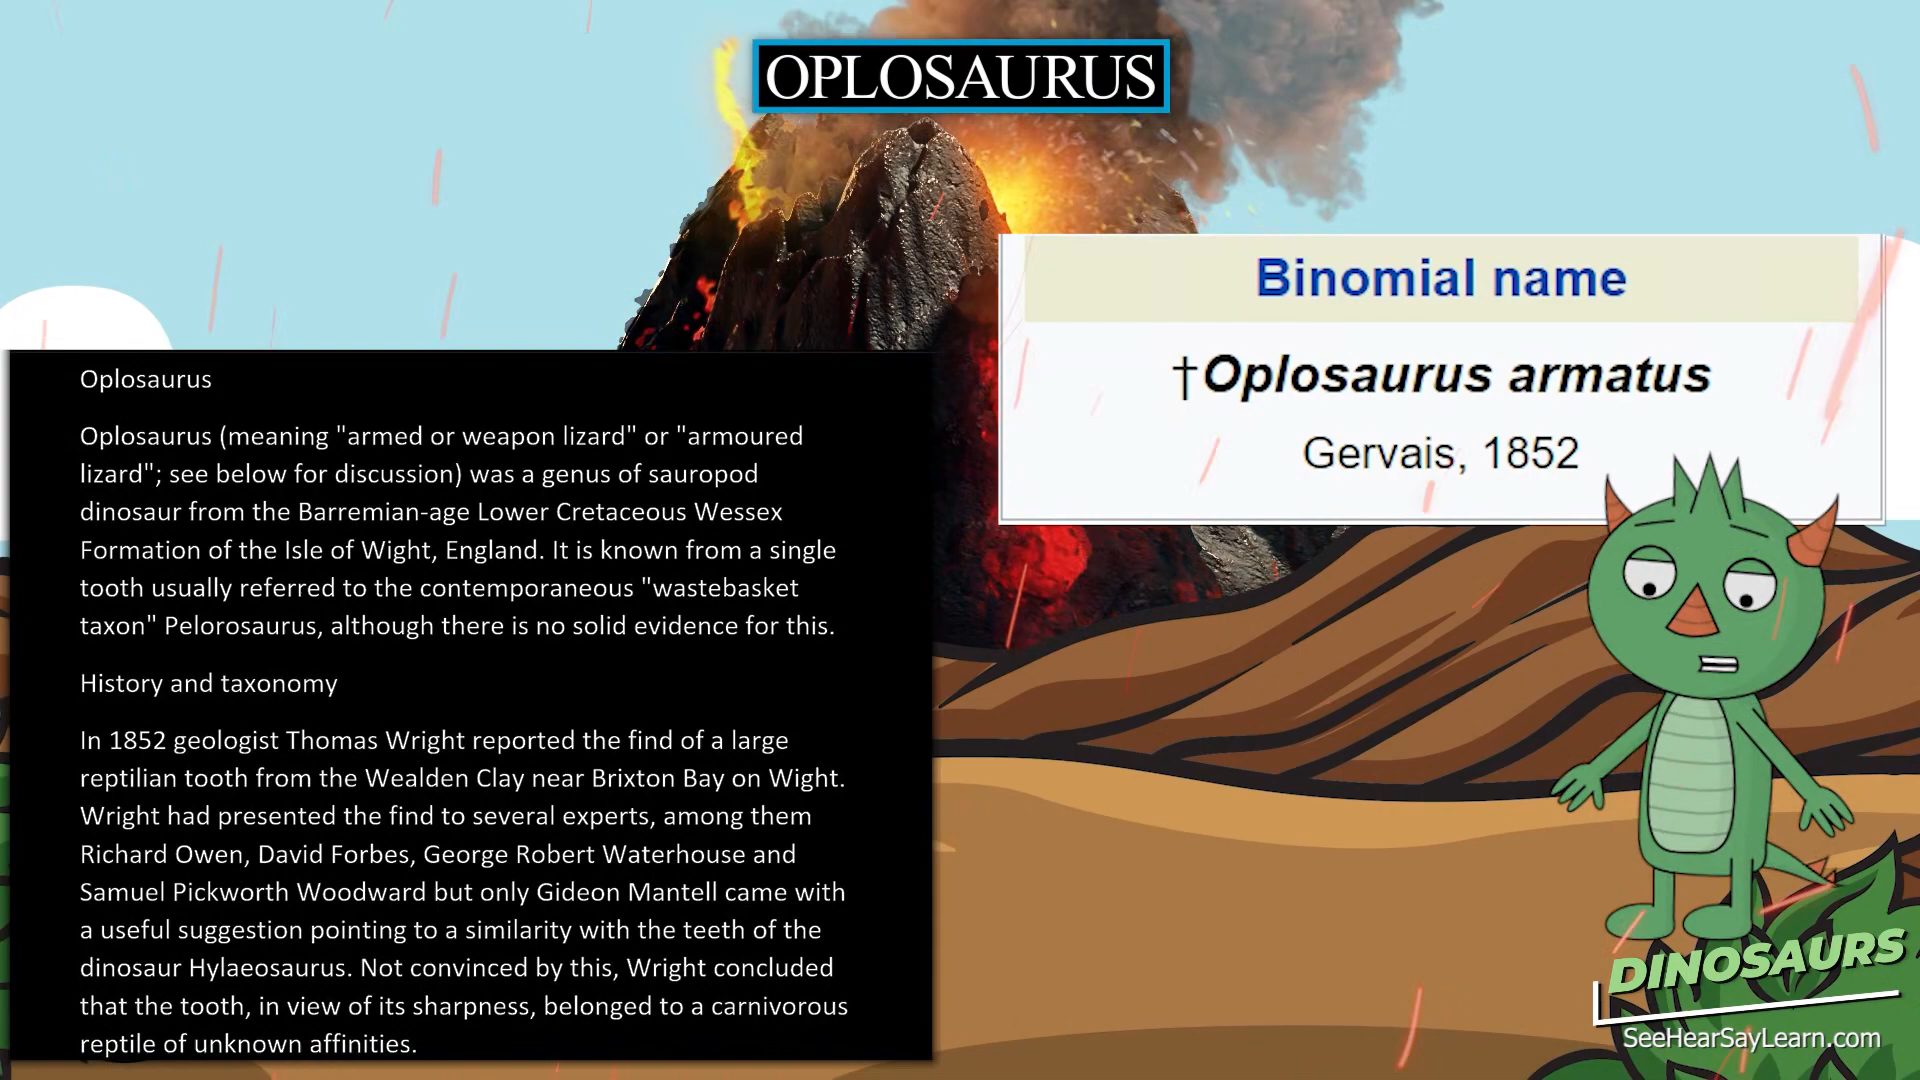 OPLOSAURUS
Binomial name
†Oplosaurus armatus
Gervais, 1852
Oplosaurus
Oplosaurus (meaning "armed or weapon lizard" or "armoured
lizard"; see below for discussion) was a genus of sauropod
dinosaur from the Barremian-age Lower Cretaceous Wessex
Formation of the Isle of Wight, England. It is known from a single
tooth usually referred to the contemporaneous "wastebasket
taxon" Pelorosaurus, although there is no solid evidence for this.
History and taxonomy
In 1852 geologist Thomas Wright reported the find of a large
reptilian tooth from the Wealden Clay near Brixton Bay on Wight.
Wright had presented the find to several experts, among them
Richard Owen, David Forbes, George Robert Waterhouse and
Samuel Pickworth Woodward but only Gideon Mantell came with
a useful suggestion pointing to a similarity with the teeth of the
dinosaur Hylaeosaurus. Not convinced by this, Wright concluded
that the tooth, in view of its sharpness, belonged to a carnivorous
reptile of unknown affinities.
DINOSAURS
SeeHearSayLearn.com